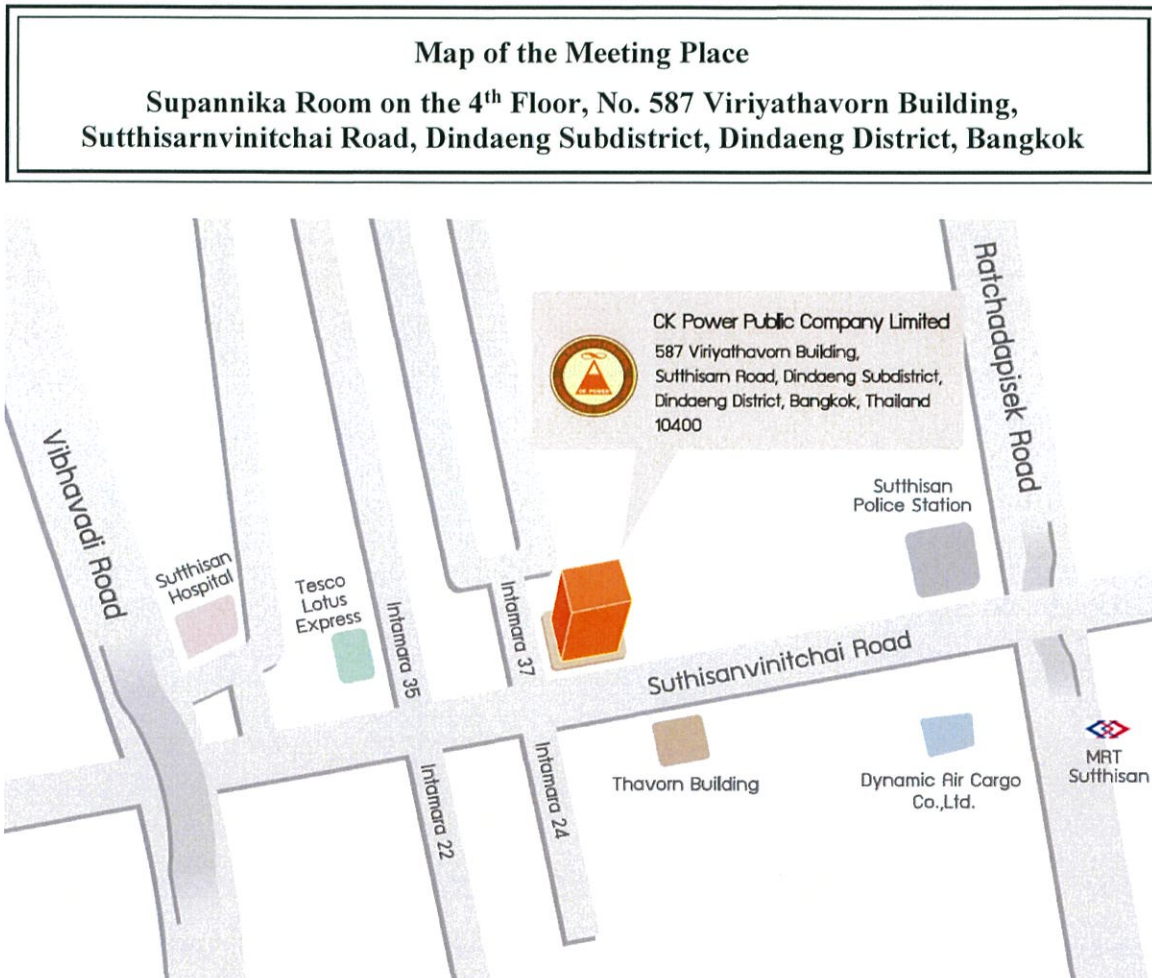 Map of the Meeting Place
Supannika Room on the 4th Floor, No. 587 Viriyathavorn Building,
Sutthisarnvinitchai Road, Dindaeng Subdistrict, Dindaeng District, Bangkok
CK Power Public Company Limited
587 Viriyathavorn Building,
Sutthisarn Road, Dindaeng Subdistrict,
Dindaeng District, Bangkok, Thailand
10400
CK POWER
Ratchadapisek Road
Vibhavadi Road
Sutthisan
Police Station
Sutthisan
Hospital
Tesco
Lotus
Express
Intamara 35
Intamara 37
Suthisanvinitchai Road
Intamara 22
Intamara 24
Thavorn Building
Dynamic Air Cargo
Co.,Ltd.
MRT
Sutthisan